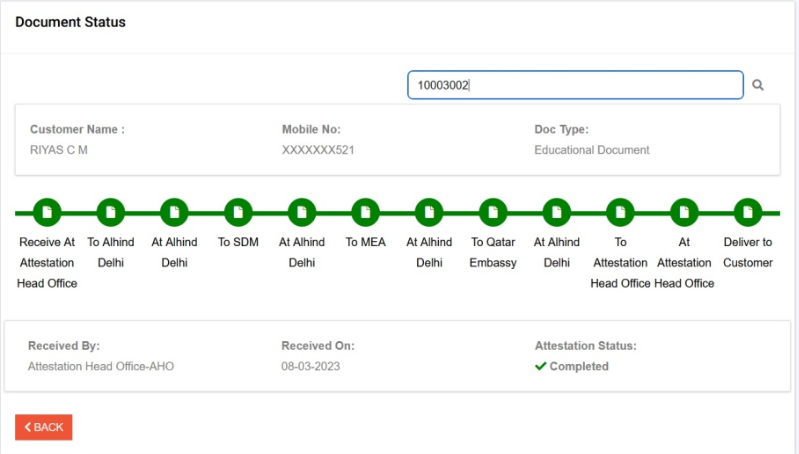 Document Status
10003002
Customer Name :
Mobile No:
Doc Type:
RIYAS C M
XXXXXXX521
Educational Document
Receive At Attestation Head Office
To Alhind Delhi
At Alhind Delhi
To SDM
At Alhind Delhi
To MEA
At Alhind Delhi
To Qatar Embassy
At Alhind Delhi
To Attestation Head Office
At Attestation Head Office
Deliver to Customer
Received By:
Received On:
Attestation Status:
Attestation Head Office-AHO
08-03-2023
Completed
BACK